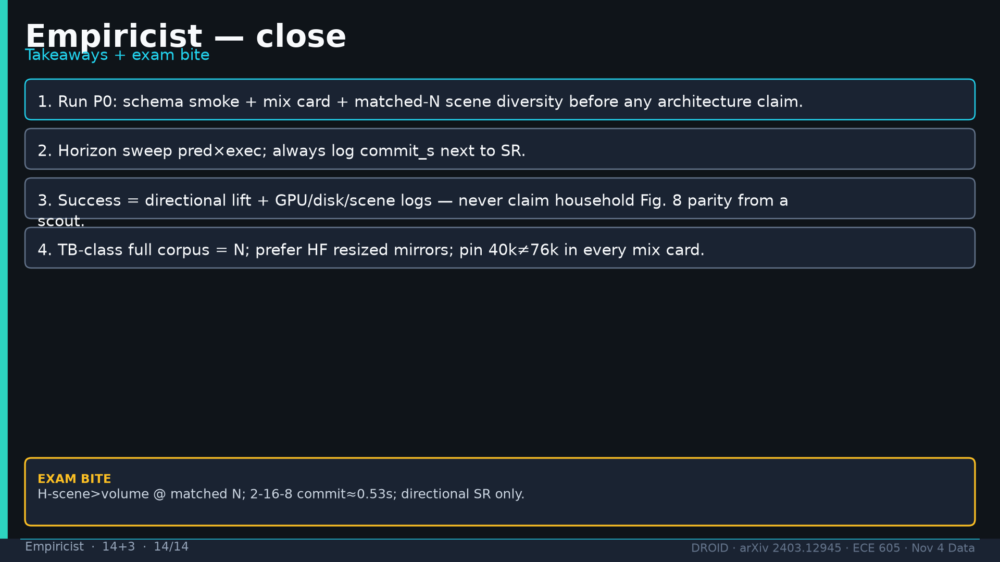 Empiricist — close
Takeaways + exam bite
1. Run P0: schema smoke + mix card + matched-N scene diversity before any architecture claim.
2. Horizon sweep pred×exec; always log commit_s next to SR.
3. Success = directional lift + GPU/disk/scene logs — never claim household Fig. 8 parity from a
scout.
4. TB-class full corpus = N; prefer HF resized mirrors; pin 40k≠76k in every mix card.
EXAM BITE
H-scene>volume @ matched N; 2-16-8 commit≈0.53s; directional SR only.
Empiricist · 14+3 · 14/14
DROID · arXiv 2403.12945 · ECE 605 · Nov 4 Data